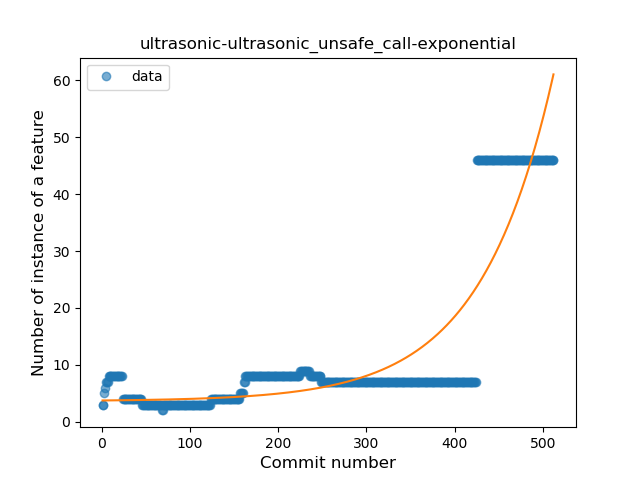 ultrasonic-ultrasonic_unsafe_call-exponential
data
Number of instance of a feature
60
50
40
30
20
10
0
0 100 200 300 400 500
Commit number